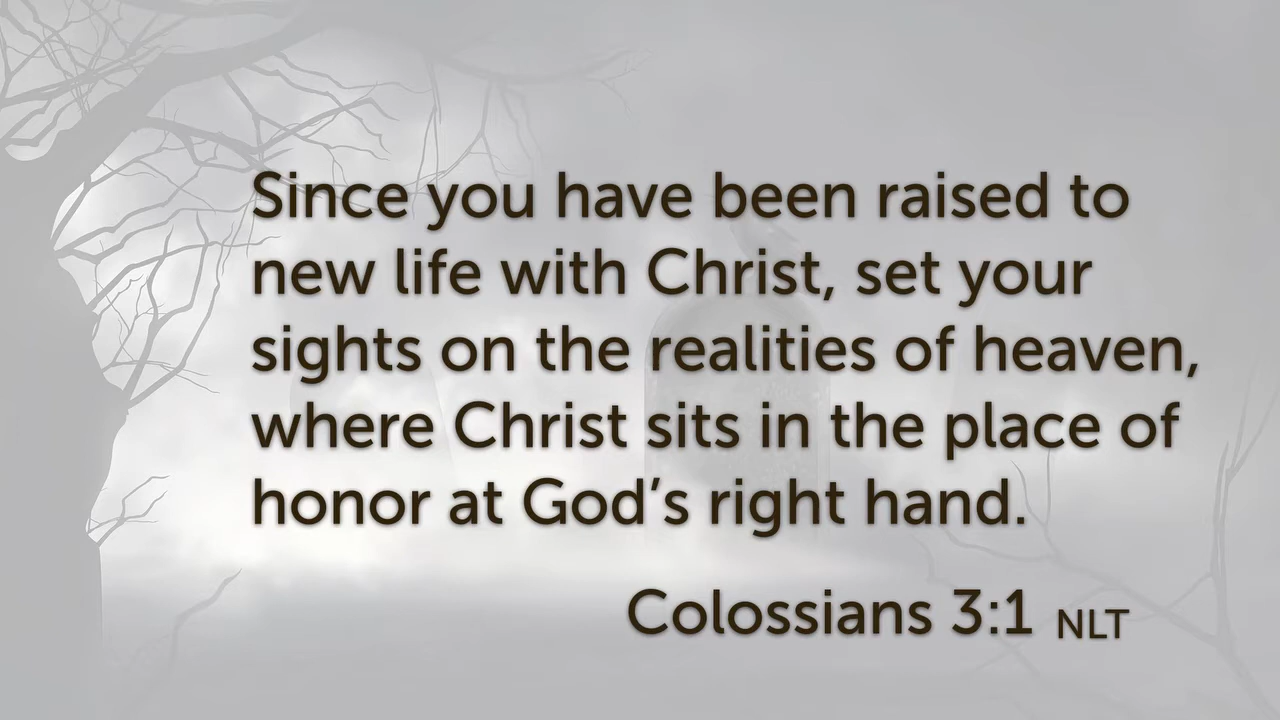 Since you have been raised to
new life with Christ, set your
sights on the realities of heaven,
where Christ sits in the place of
honor at God’s right hand.
Colossians 3:1 NLT